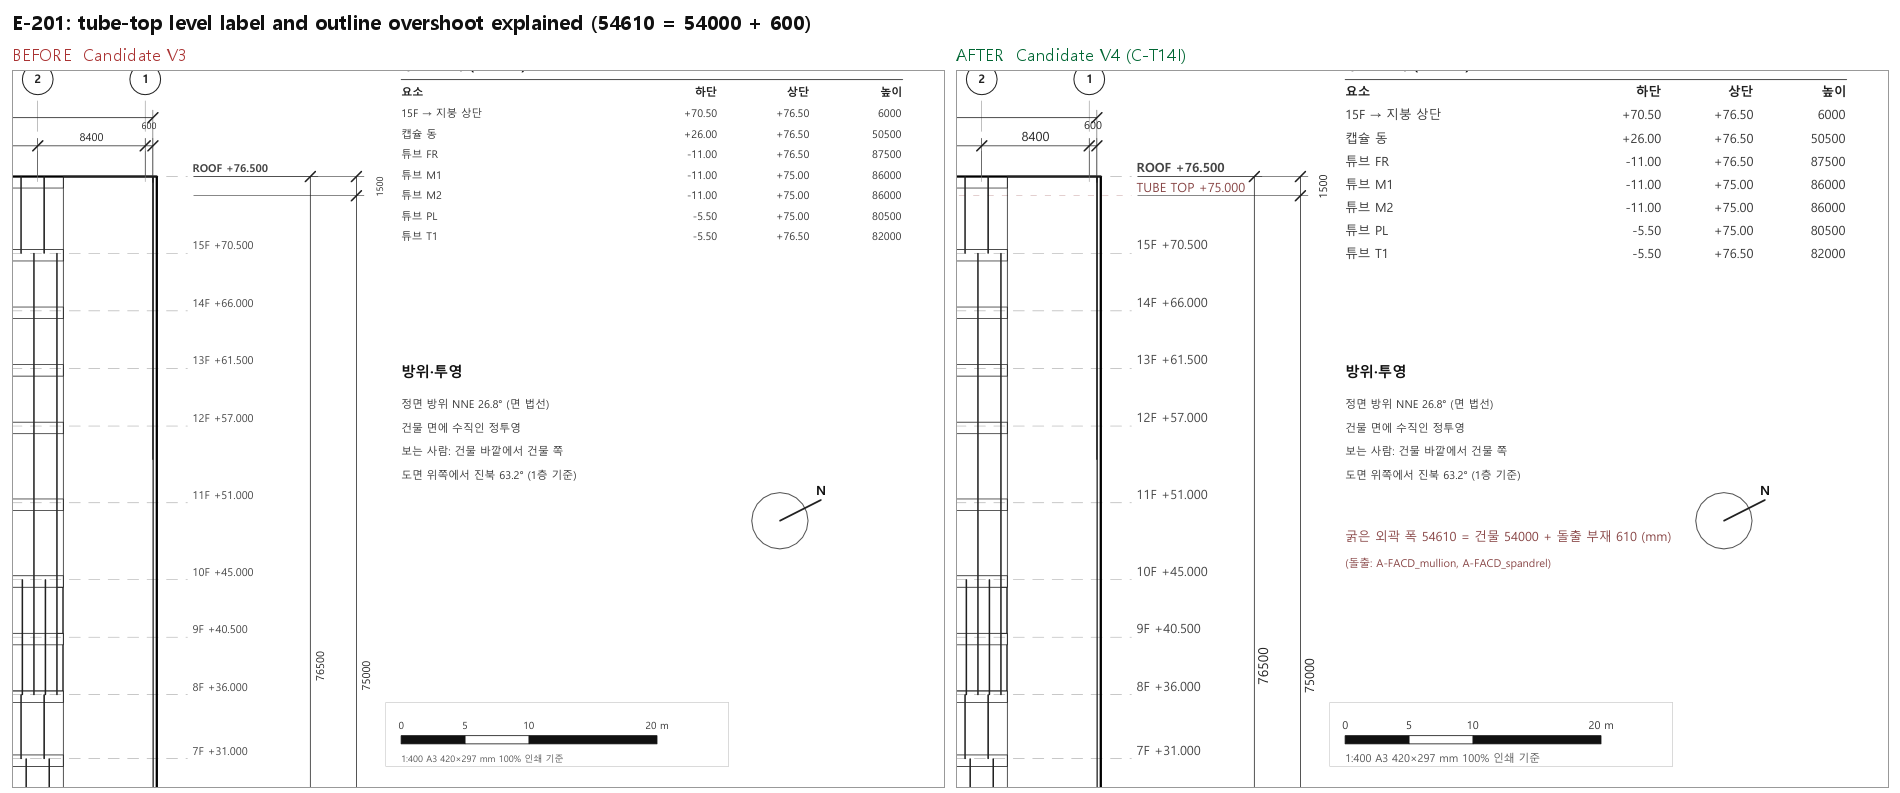 E-201: tube-top level label and outline overshoot explained (54610 = 54000 + 600)
BEFORE Candidate V3
2 1
600
8400
ROOF +76.500
1500
15F +70.500
14F +66.000
13F +61.500
12F +57.000
11F +51.000
10F +45.000
9F +40.500
8F +36.000
7F +31.000
76500
75000
요소 하단 상단 높이
15F → 지붕 상단 +70.50 +76.50 6000
캡슐 동 +26.00 +76.50 50500
튜브 FR -11.00 +76.50 87500
튜브 M1 -11.00 +75.00 86000
튜브 M2 -11.00 +75.00 86000
튜브 PL -5.50 +75.00 80500
튜브 T1 -5.50 +76.50 82000
방위·투영
정면 방위 NNE 26.8° (면 법선)
건물 면에 수직인 정투영
보는 사람: 건물 바깥에서 건물 쪽
도면 위쪽에서 진북 63.2° (1층 기준)
N
0 5 10 20 m
1:400 A3 420×297 mm 100% 인쇄 기준
AFTER Candidate V4 (C-T14I)
2 1
600
8400
ROOF +76.500
TUBE TOP +75.000
1500
15F +70.500
14F +66.000
13F +61.500
12F +57.000
11F +51.000
10F +45.000
9F +40.500
8F +36.000
7F +31.000
76500
75000
요소 하단 상단 높이
15F → 지붕 상단 +70.50 +76.50 6000
캡슐 동 +26.00 +76.50 50500
튜브 FR -11.00 +76.50 87500
튜브 M1 -11.00 +75.00 86000
튜브 M2 -11.00 +75.00 86000
튜브 PL -5.50 +75.00 80500
튜브 T1 -5.50 +76.50 82000
방위·투영
정면 방위 NNE 26.8° (면 법선)
건물 면에 수직인 정투영
보는 사람: 건물 바깥에서 건물 쪽
도면 위쪽에서 진북 63.2° (1층 기준)
N
굵은 외곽 폭 54610 = 건물 54000 + 돌출 부재 610 (mm)
(돌출: A-FACD_mullion, A-FACD_spandrel)
0 5 10 20 m
1:400 A3 420×297 mm 100% 인쇄 기준